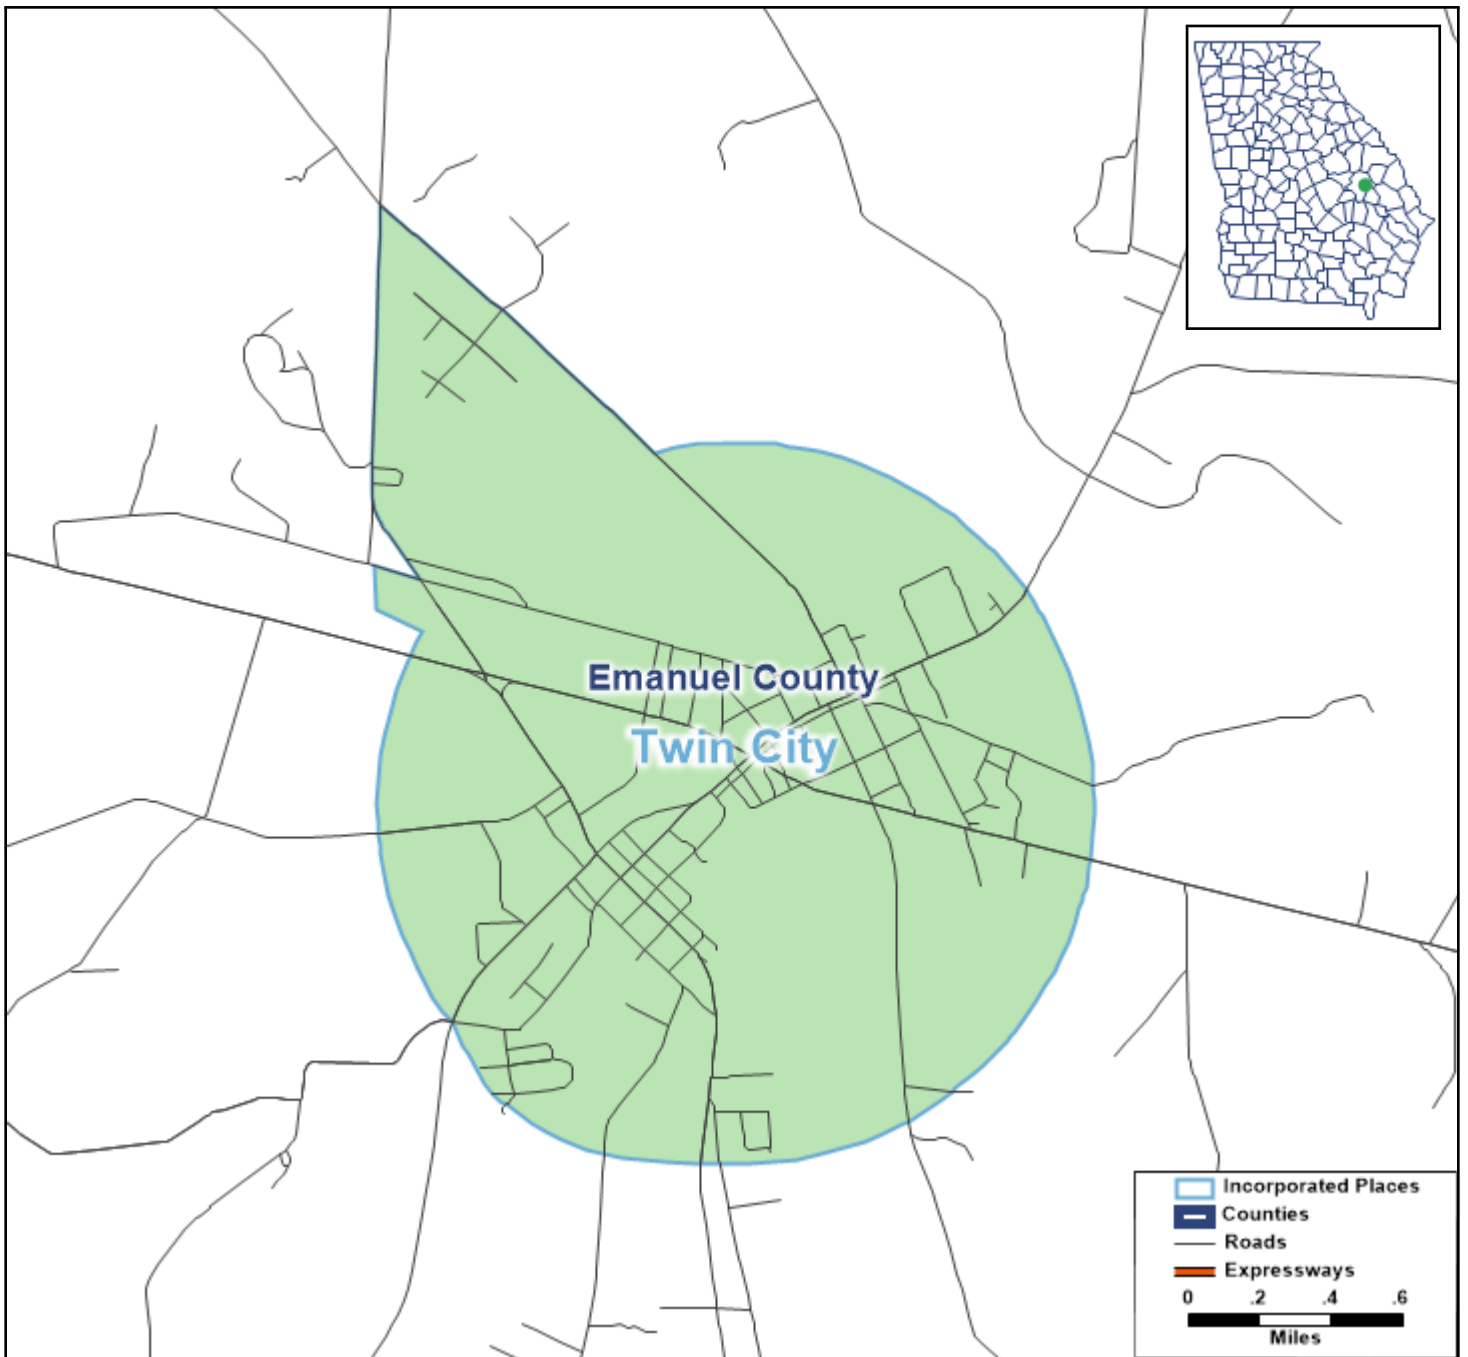 Emanuel County
Twin City
Incorporated Places
Counties
Roads
Expressways
0 .2 .4 .6
Miles